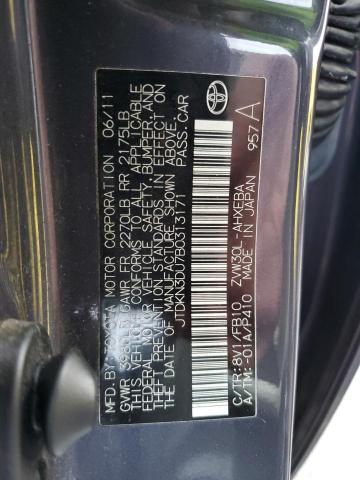 MFD. BY: TOYOTA MOTOR CORPORATION 06/11
GVWR GAWR FR 2270LB RR 2175LB
THIS VEHICLE CONFORMS TO ALL APPLICABLE
FEDERAL MOTOR VEHICLE SAFETY, BUMPER, AND
THEFT PREVENTION STANDARDS IN EFFECT ON
THE DATE OF MANUFACTURE SHOWN ABOVE.
JTDKN3DU7B0313171 PASS.CAR
TOYOTA
C/TR: 8V1/FB10 ZVW30L-AHXEBA
A/TM: -01A/P410 MADE IN JAPAN 957 A